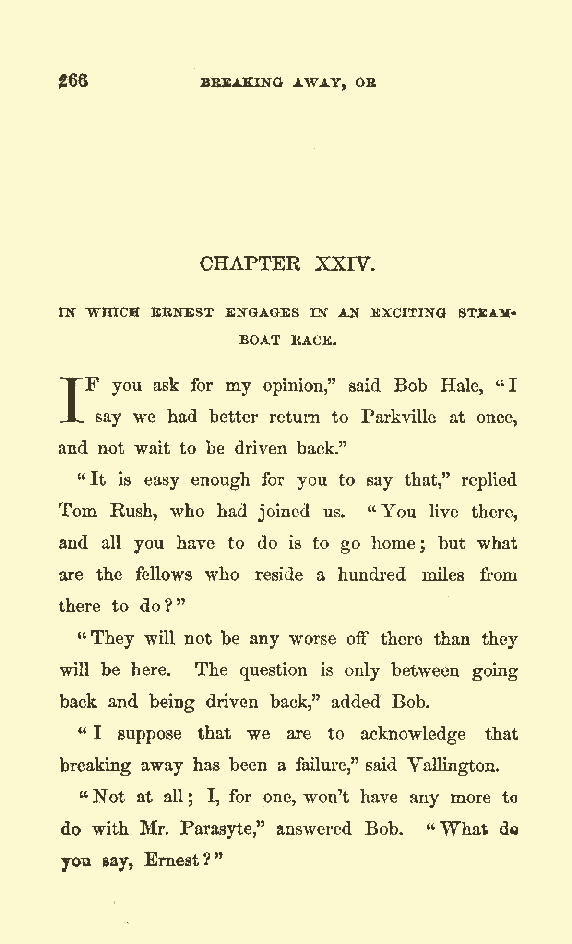 266 BREAKING AWAY, OR
CHAPTER XXIV.
IN WHICH ERNEST ENGAGES IN AN EXCITING STEAM-
BOAT RACE.
IF you ask for my opinion,” said Bob Hale, “I
say we had better return to Parkville at once,
and not wait to be driven back.”
“It is easy enough for you to say that,” replied
Tom Rush, who had joined us. “You live there,
and all you have to do is to go home; but what
are the fellows who reside a hundred miles from
there to do?”
“They will not be any worse off there than they
will be here. The question is only between going
back and being driven back,” added Bob.
“I suppose that we are to acknowledge that
breaking away has been a failure,” said Vallington.
“Not at all; I, for one, won’t have any more to
do with Mr. Parasyte,” answered Bob. “What do
you say, Ernest?”